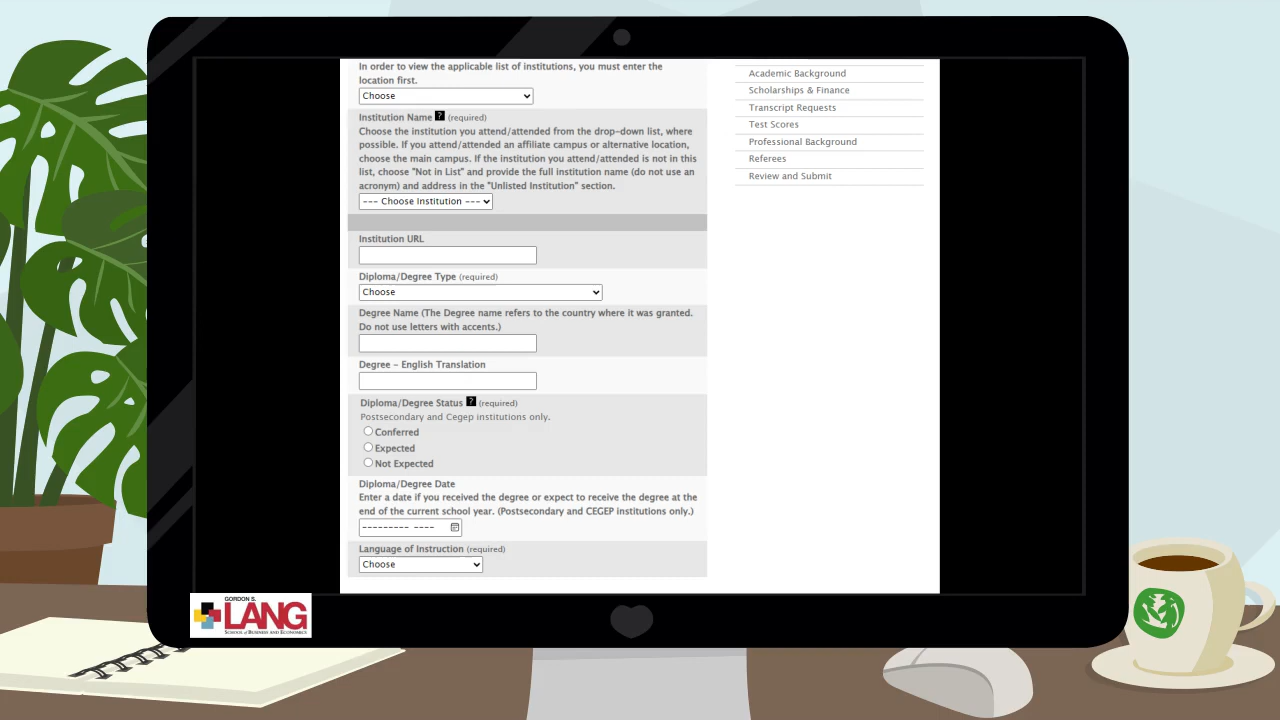 In order to view the applicable list of institutions, you must enter the
location first.
Choose
Institution Name ? (required)
Choose the institution you attend/attended from the drop-down list, where
possible. If you attend/attended an affiliate campus or alternative location,
choose the main campus. If the institution you attend/attended is not in this
list, choose "Not in List" and provide the full institution name (do not use an
acronym) and address in the "Unlisted Institution" section.
--- Choose Institution ---
Institution URL
Diploma/Degree Type (required)
Choose
Degree Name (The Degree name refers to the country where it was granted.
Do not use letters with accents.)
Degree - English Translation
Diploma/Degree Status ? (required)
Postsecondary and Cegep institutions only.
Conferred
Expected
Not Expected
Diploma/Degree Date
Enter a date if you received the degree or expect to receive the degree at the
end of the current school year. (Postsecondary and CEGEP institutions only.)
--------- ----
Language of Instruction (required)
Choose
Academic Background
Scholarships & Finance
Transcript Requests
Test Scores
Professional Background
Referees
Review and Submit
GORDON S.
LANG
SCHOOL of BUSINESS AND ECONOMICS